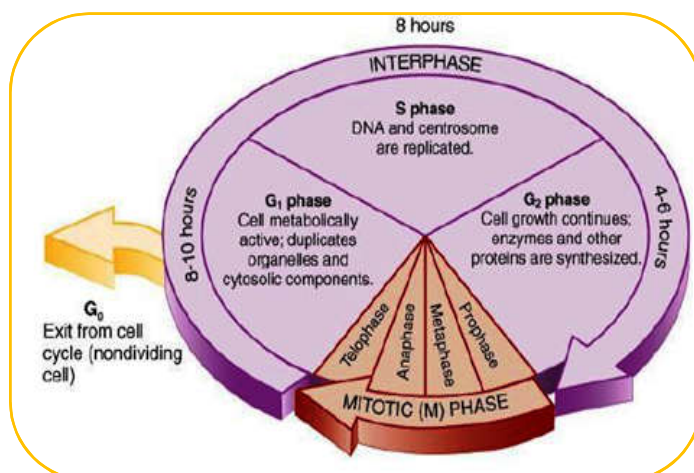 8 hours
INTERPHASE
S phase
DNA and centrosome
are replicated.
G₁ phase
Cell metabolically
active; duplicates
organelles and
cytosolic components.
G₂ phase
Cell growth continues;
enzymes and other
proteins are synthesized.
8-10 hours
4-6 hours
G₀
Exit from cell
cycle (nondividing
cell)
Telophase
Anaphase
Metaphase
Prophase
MITOTIC (M) PHASE